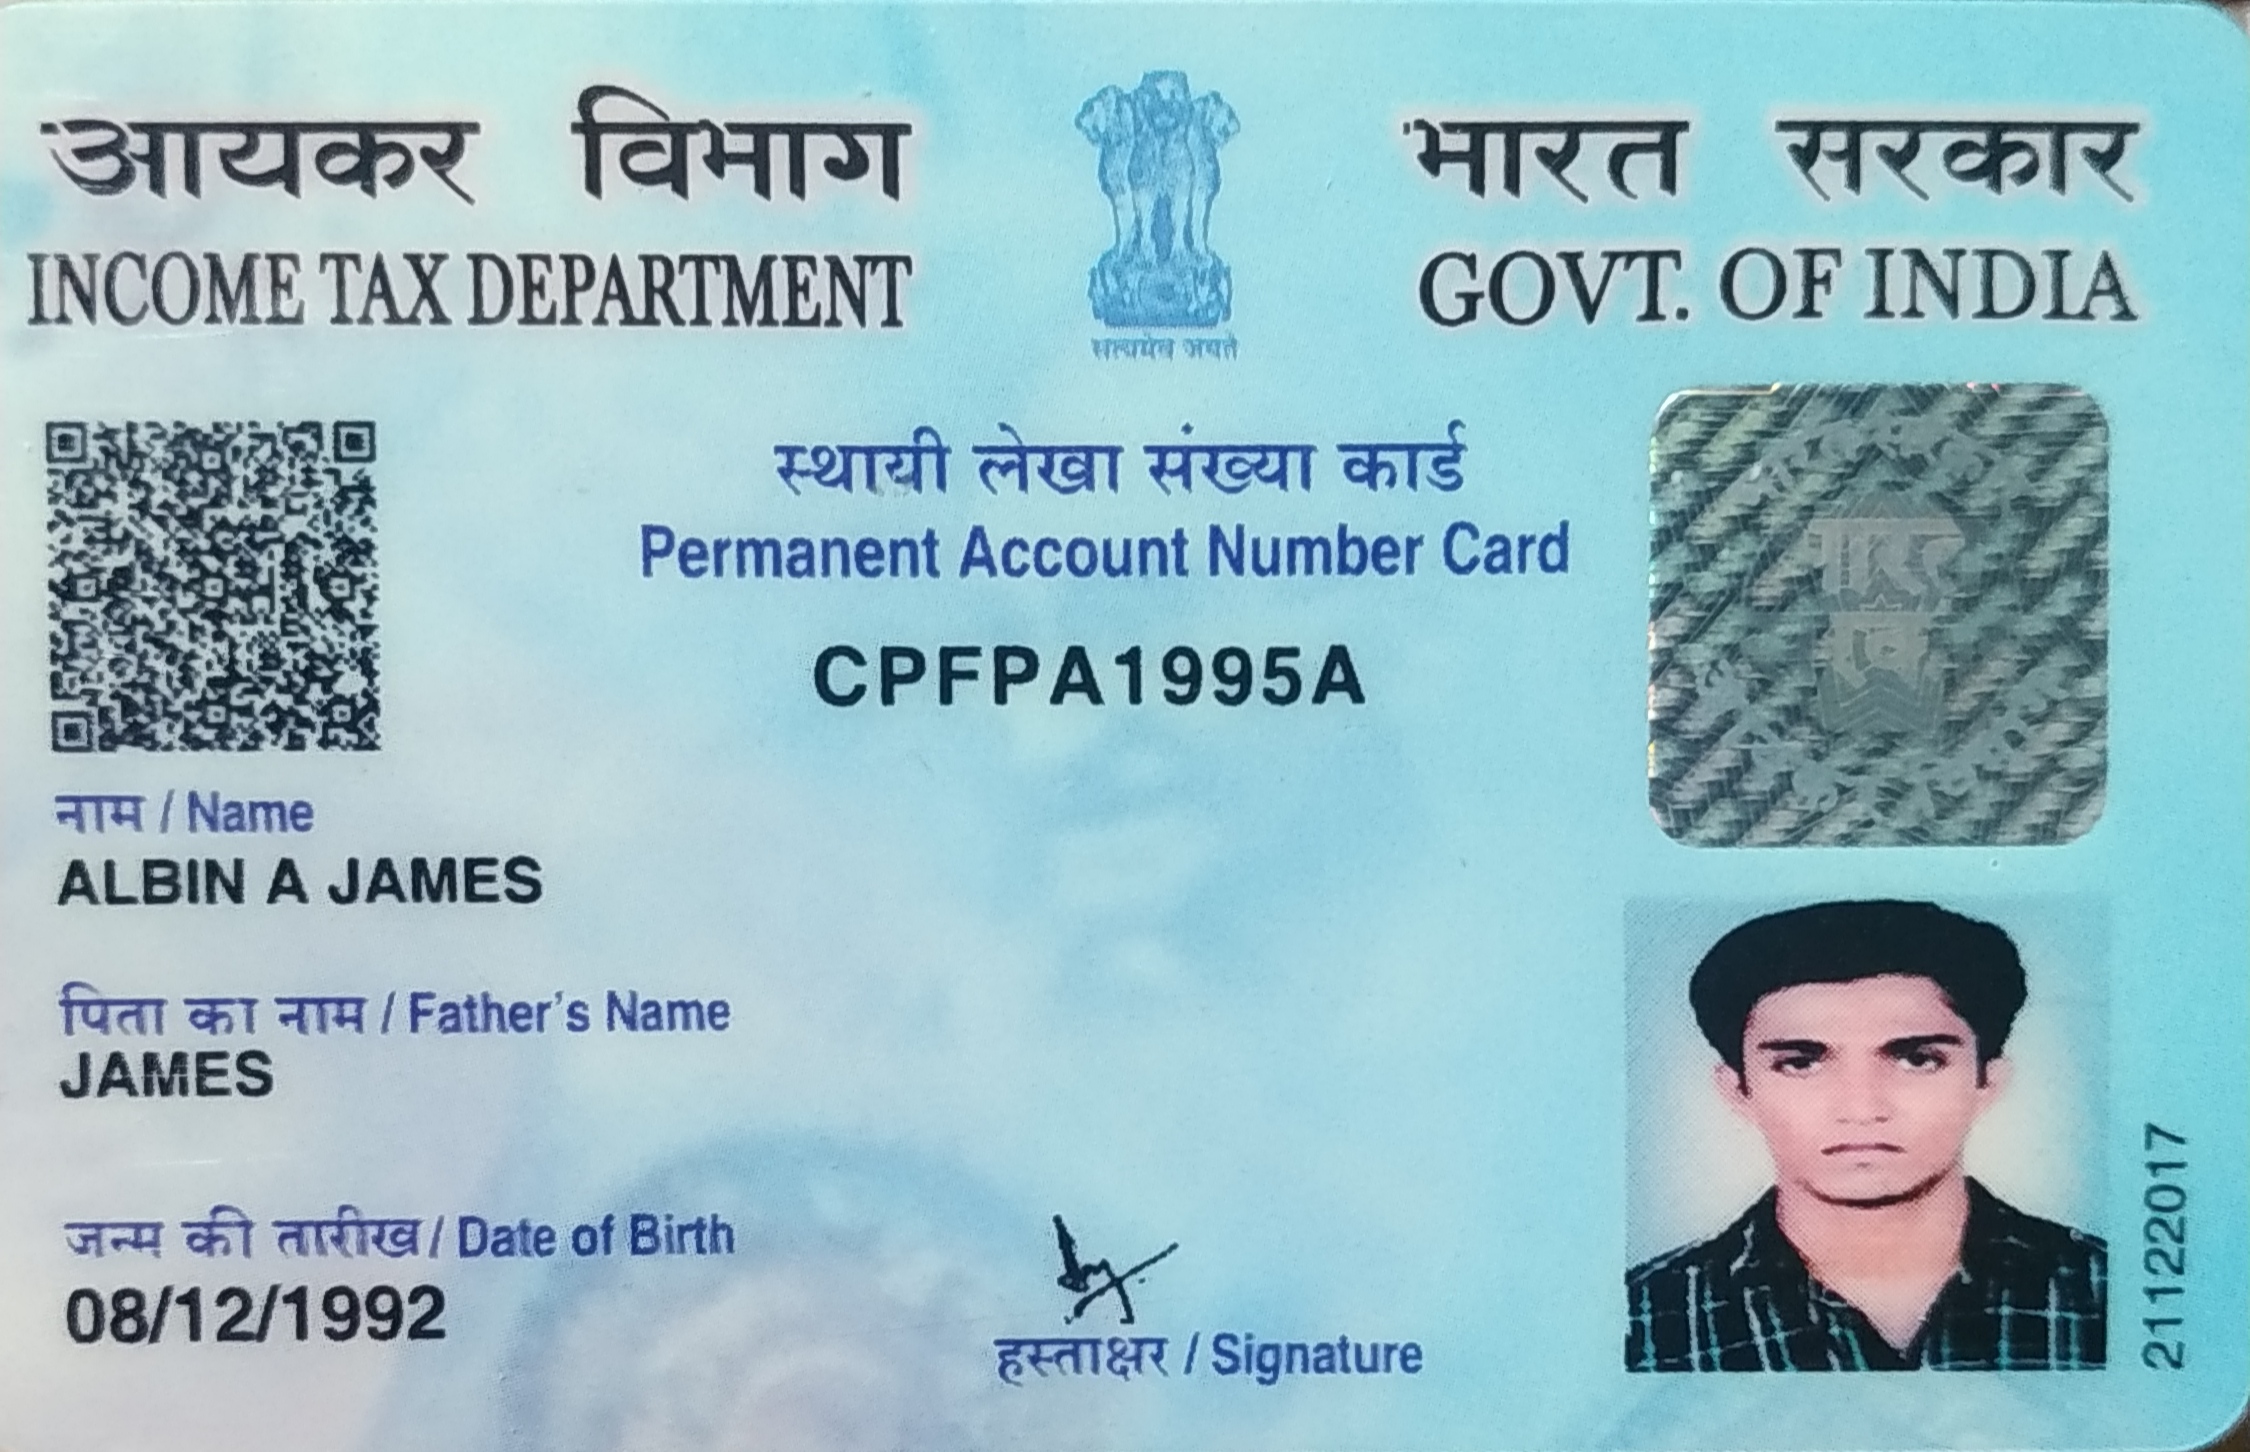 आयकर विभाग
INCOME TAX DEPARTMENT
सत्यमेव जयते
भारत सरकार
GOVT. OF INDIA
स्थायी लेखा संख्या कार्ड
Permanent Account Number Card
CPFPA1995A
नाम / Name
ALBIN A JAMES
पिता का नाम / Father's Name
JAMES
जन्म की तारीख / Date of Birth
08/12/1992
हस्ताक्षर / Signature
21122017